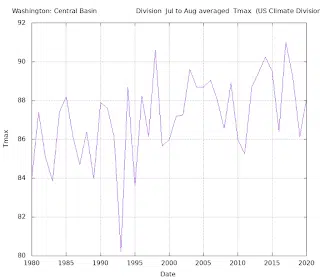 Washington: Central Basin Division Jul to Aug averaged Tmax (US Climate Division
92
90
88
86
84
82
80
Tmax
1980 1985 1990 1995 2000 2005 2010 2015 2020
Date